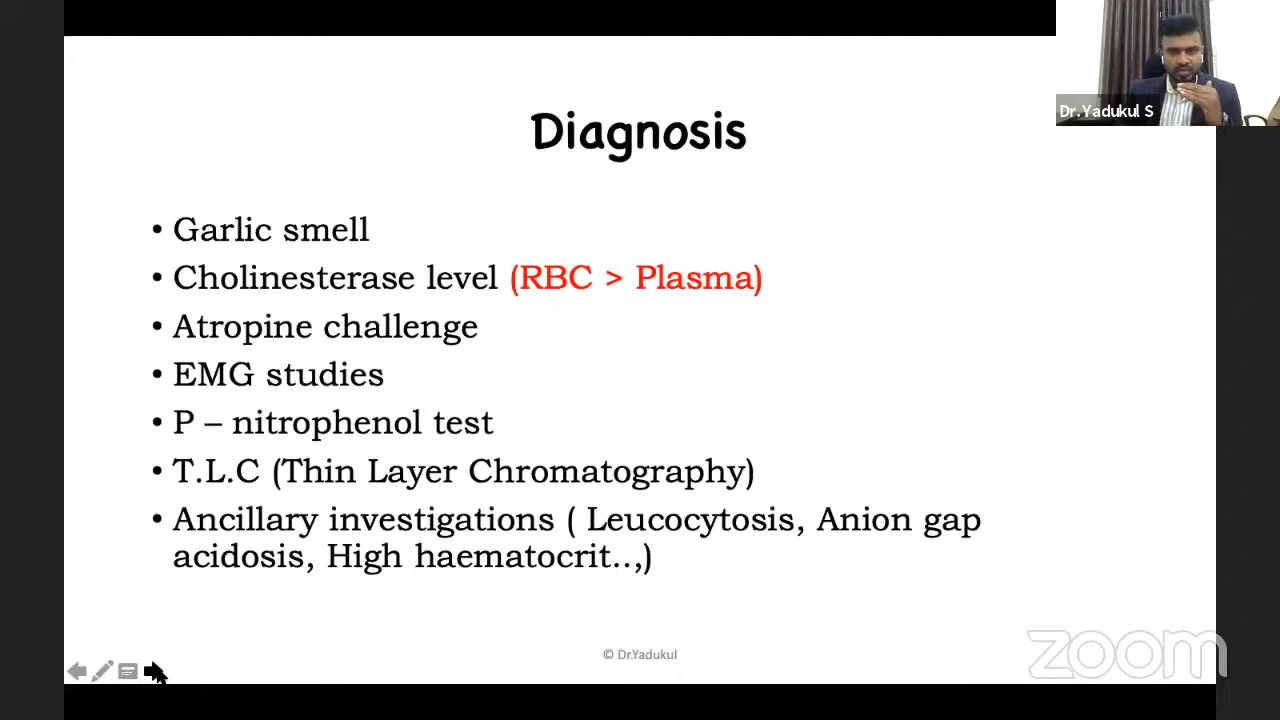 Dr.Yadukul S
Diagnosis
• Garlic smell
• Cholinesterase level (RBC > Plasma)
• Atropine challenge
• EMG studies
• P – nitrophenol test
• T.L.C (Thin Layer Chromatography)
• Ancillary investigations ( Leucocytosis, Anion gap
acidosis, High haematocrit..,)
© Dr.Yadukul
zoom